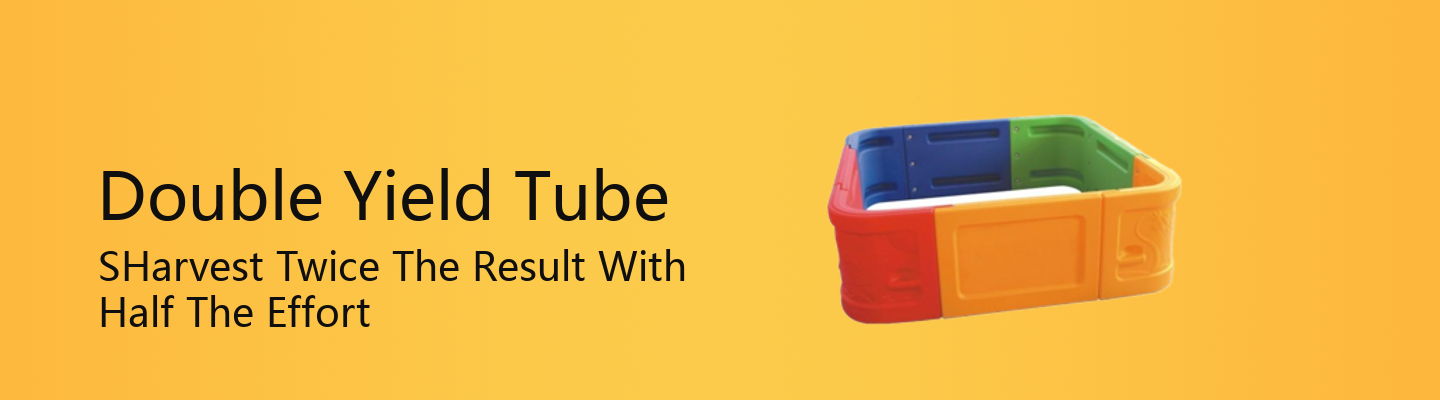 Double Yield Tube
SHarvest Twice The Result With
Half The Effort